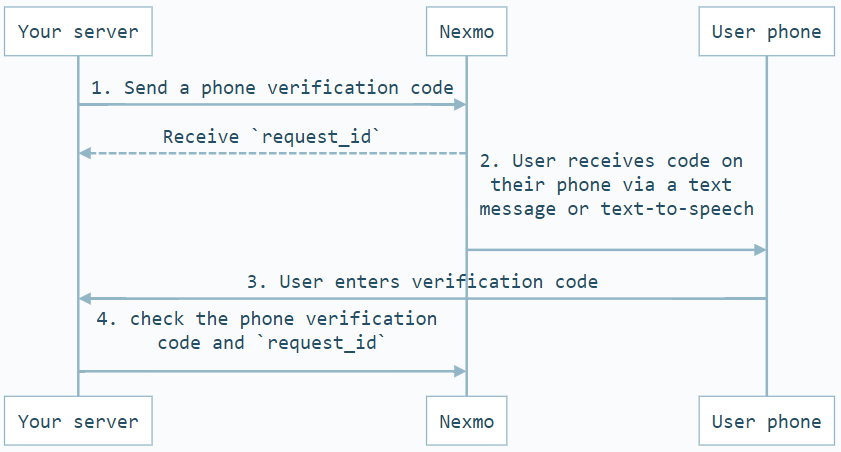 Your server
Nexmo
User phone
1. Send a phone verification code
Receive `request_id`
2. User receives code on
their phone via a text
message or text-to-speech
3. User enters verification code
4. check the phone verification
code and `request_id`
Your server
Nexmo
User phone